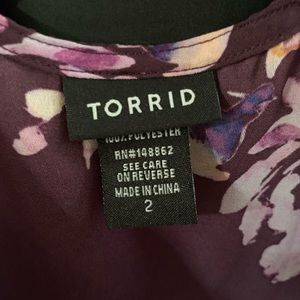 TORRID
100% POLYESTER
RN#148862
SEE CARE
ON REVERSE
MADE IN CHINA
2